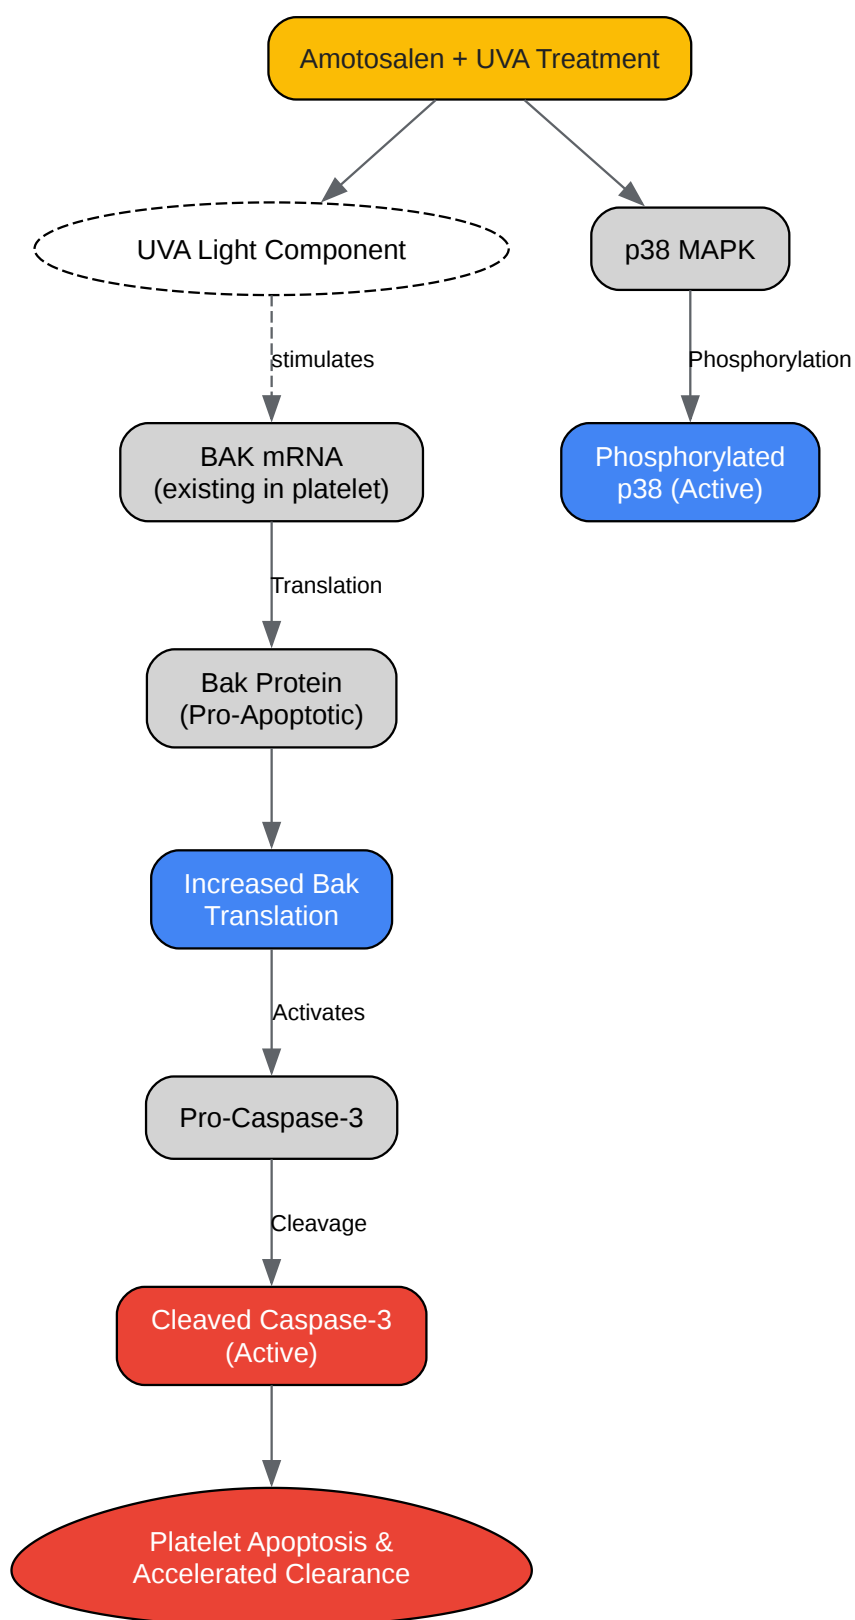 Amotosalen + UVA Treatment
UVA Light Component
p38 MAPK
stimulates
Phosphorylation
BAK mRNA
(existing in platelet)
Phosphorylated
p38 (Active)
Translation
Bak Protein
(Pro-Apoptotic)
Increased Bak
Translation
Activates
Pro-Caspase-3
Cleavage
Cleaved Caspase-3
(Active)
Platelet Apoptosis &
Accelerated Clearance